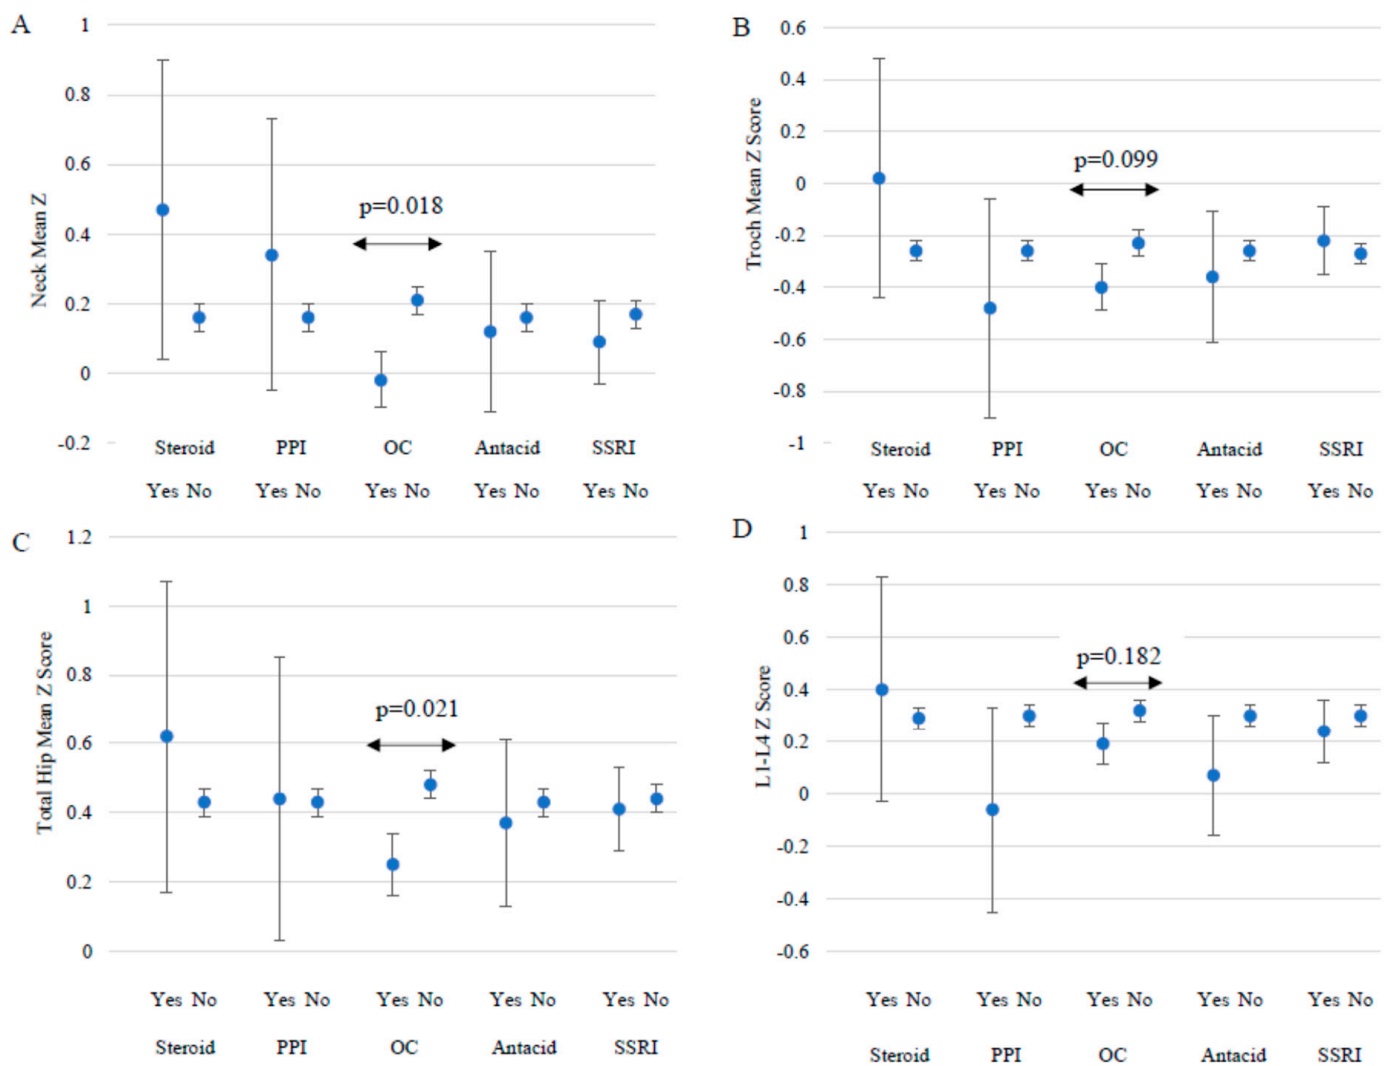 A
1
0.8
0.6
0.4
0.2
0
-0.2
Neck Mean Z
p=0.018
Steroid PPI OC Antacid SSRI
Yes No Yes No Yes No Yes No Yes No
B
0.6
0.4
0.2
0
-0.2
-0.4
-0.6
-0.8
-1
Troch Mean Z Score
p=0.099
Steroid PPI OC Antacid SSRI
Yes No Yes No Yes No Yes No Yes No
C
1.2
1
0.8
0.6
0.4
0.2
0
Total Hip Mean Z Score
p=0.021
Yes No Yes No Yes No Yes No Yes No
Steroid PPI OC Antacid SSRI
D
1
0.8
0.6
0.4
0.2
0
-0.2
-0.4
-0.6
L1-L4 Z Score
p=0.182
Yes No Yes No Yes No Yes No Yes No
Steroid PPI OC Antacid SSRI